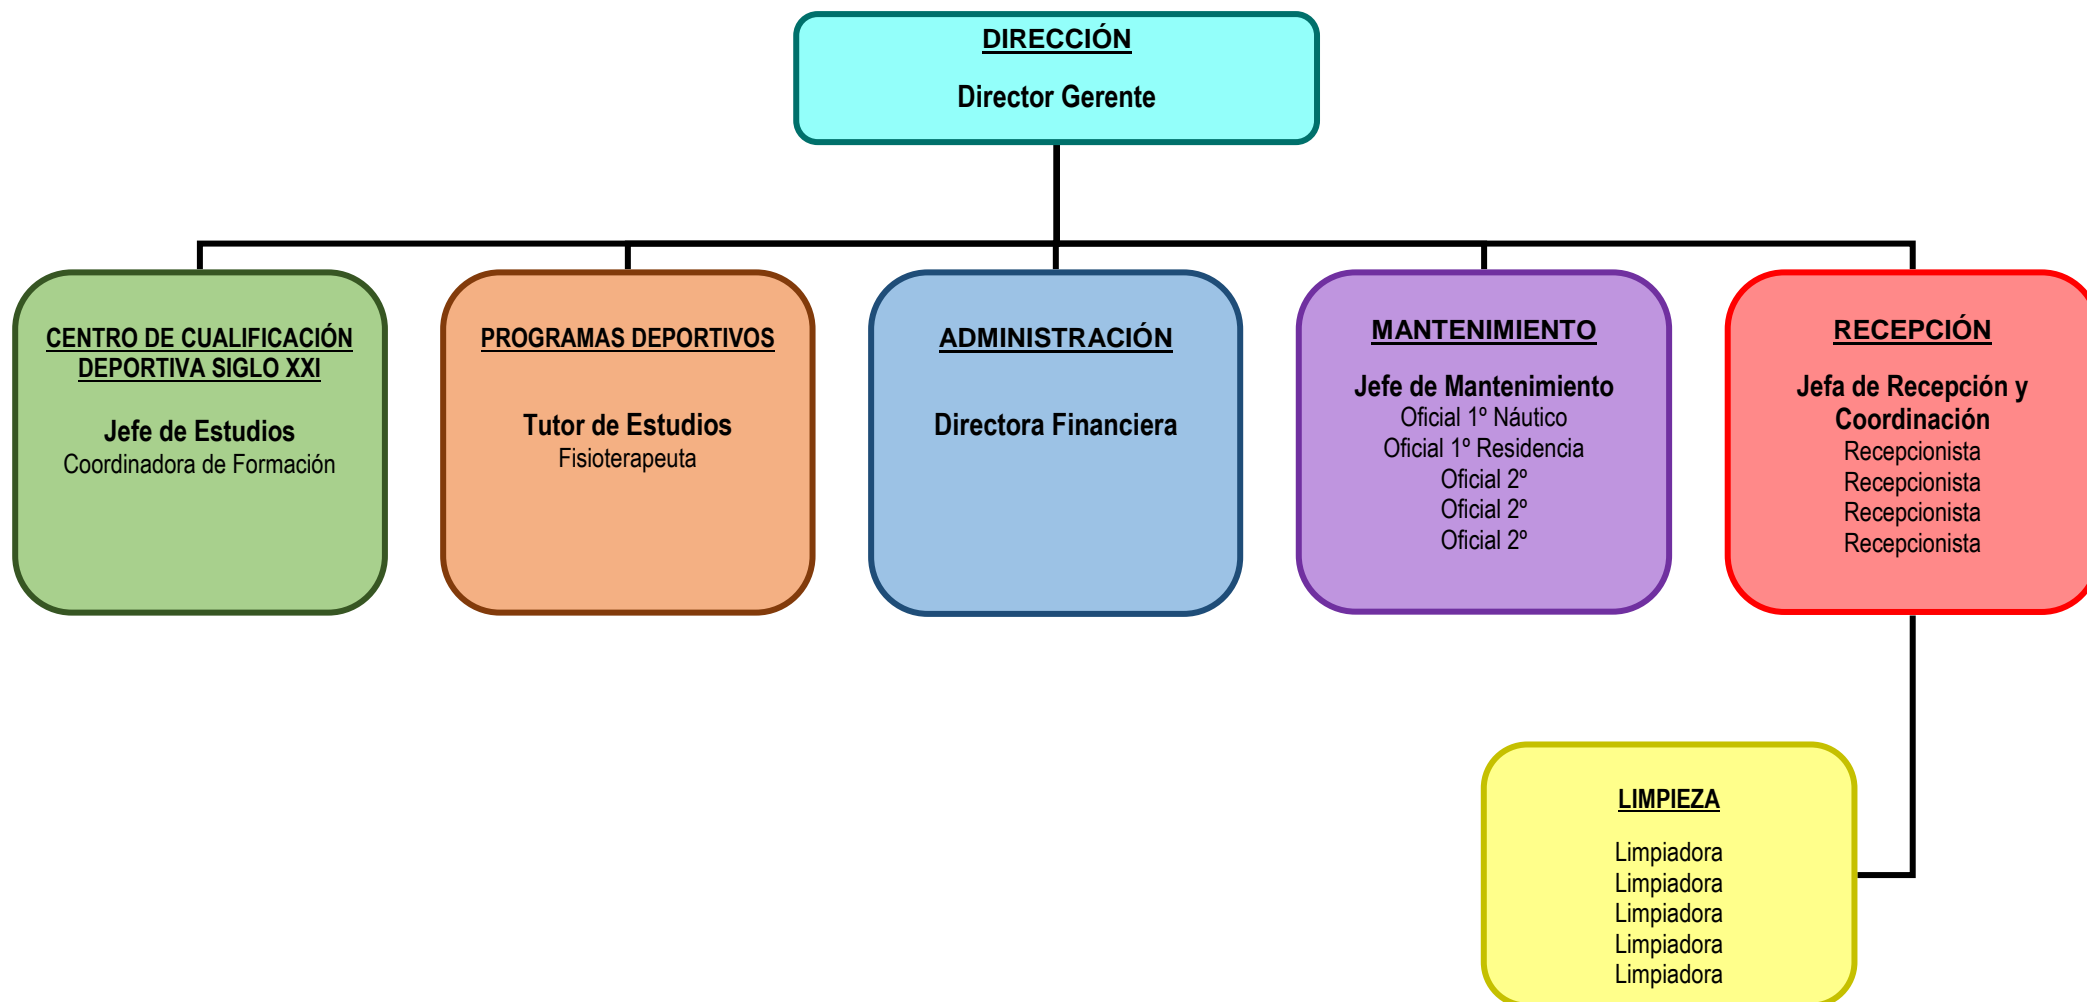 DIRECCIÓN
Director Gerente
CENTRO DE CUALIFICACIÓN
DEPORTIVA SIGLO XXI
Jefe de Estudios
Coordinadora de Formación
PROGRAMAS DEPORTIVOS
Tutor de Estudios
Fisioterapeuta
ADMINISTRACIÓN
Directora Financiera
MANTENIMIENTO
Jefe de Mantenimiento
Oficial 1º Náutico
Oficial 1º Residencia
Oficial 2º
Oficial 2º
Oficial 2º
RECEPCIÓN
Jefa de Recepción y
Coordinación
Recepcionista
Recepcionista
Recepcionista
Recepcionista
LIMPIEZA
Limpiadora
Limpiadora
Limpiadora
Limpiadora
Limpiadora